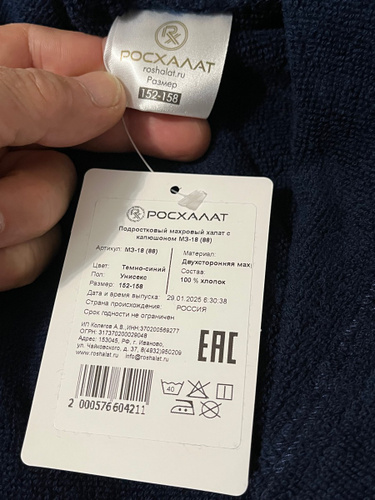 РОСХАЛАТ
roshalat.ru
Размер
152-158
РОСХАЛАТ
Подростковый махровый халат с
капюшоном МЗ-18 (88)
Артикул: МЗ-18 (88)
Материал:
Двухсторонняя мах
Цвет: Темно-синий
Состав:
Пол: Унисекс
100 % хлопок
Размер: 152-158
Дата и время выпуска: 29.01.2025 6:30:38
Страна происхождения: РОССИЯ
Срок годности не ограничен
ИП Колегов А.В., ИНН 370200569277
ОГРН: 317370200029048
Адрес: 153045, РФ, г. Иваново,
ул. Чайковского, д. 37, 8(4932)950209
www.roshalat.ru info@roshalat.ru
EAC
40
2 000576 604211